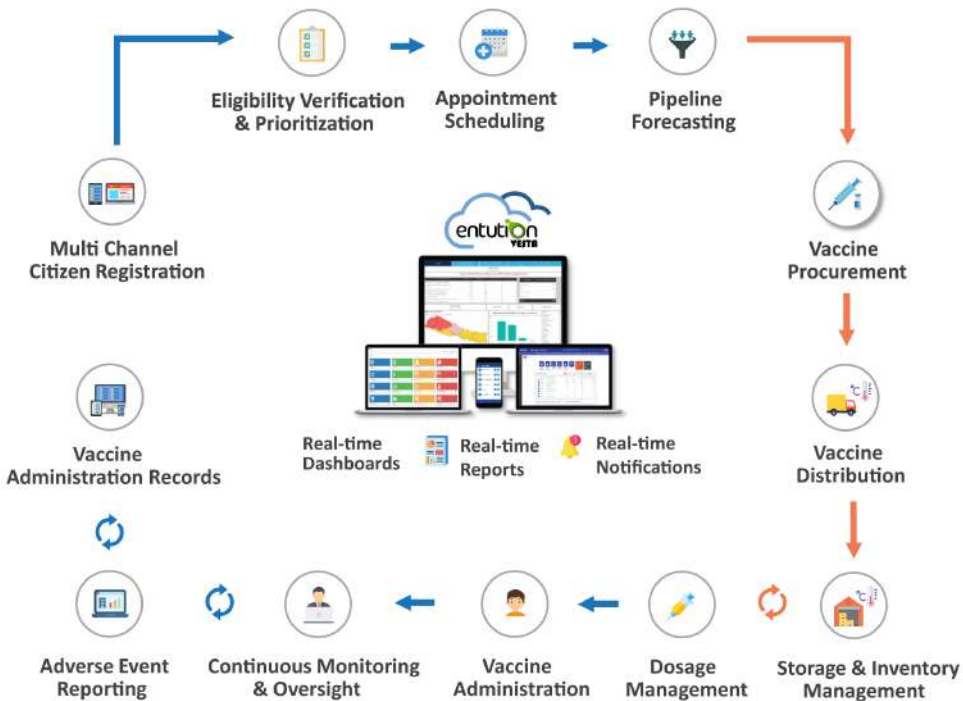 Eligibility Verification
& Prioritization
Appointment
Scheduling
Pipeline
Forecasting
Multi Channel
Citizen Registration
entution
VESTA
Vaccine
Procurement
Real-time
Dashboards
Real-time
Reports
Real-time
Notifications
Vaccine
Administration Records
°C
Vaccine
Distribution
Adverse Event
Reporting
Continuous Monitoring
& Oversight
Vaccine
Administration
Dosage
Management
°C
Storage & Inventory
Management